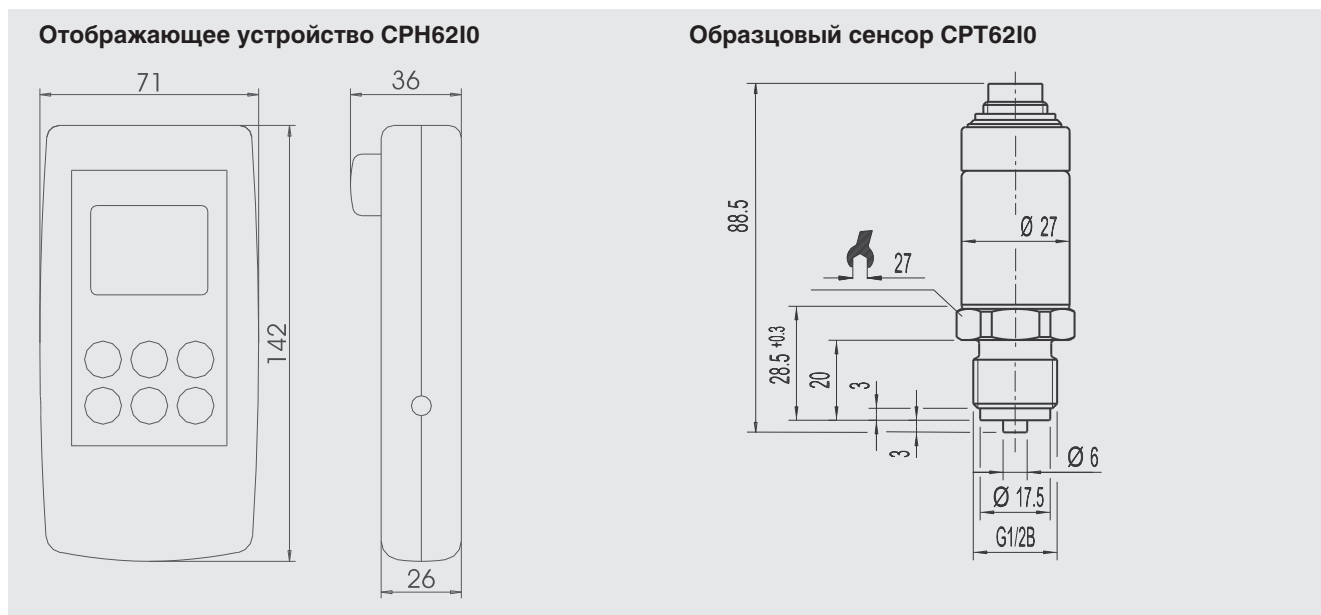 Отображающее устройство CPH62I0
71
36
142
26
Образцовый сенсор CPT62I0
88.5
Ø 27
27
28.5 +0.3
20
3
3
Ø 6
Ø 17.5
G1/2B